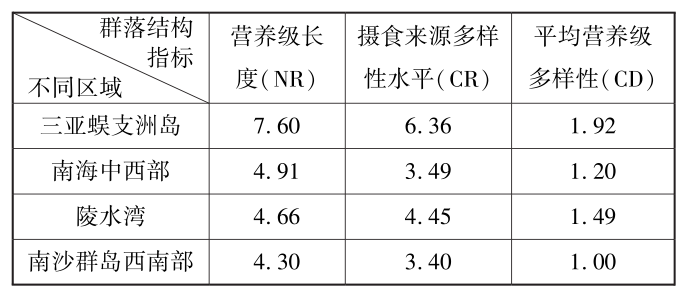 群落结构
指标
不同区域
营养级长
度(NR)
摄食来源多样
性水平(CR)
平均营养级
多样性(CD)
三亚蜈支洲岛 7.60 6.36 1.92
南海中西部 4.91 3.49 1.20
陵水湾 4.66 4.45 1.49
南沙群岛西南部 4.30 3.40 1.00